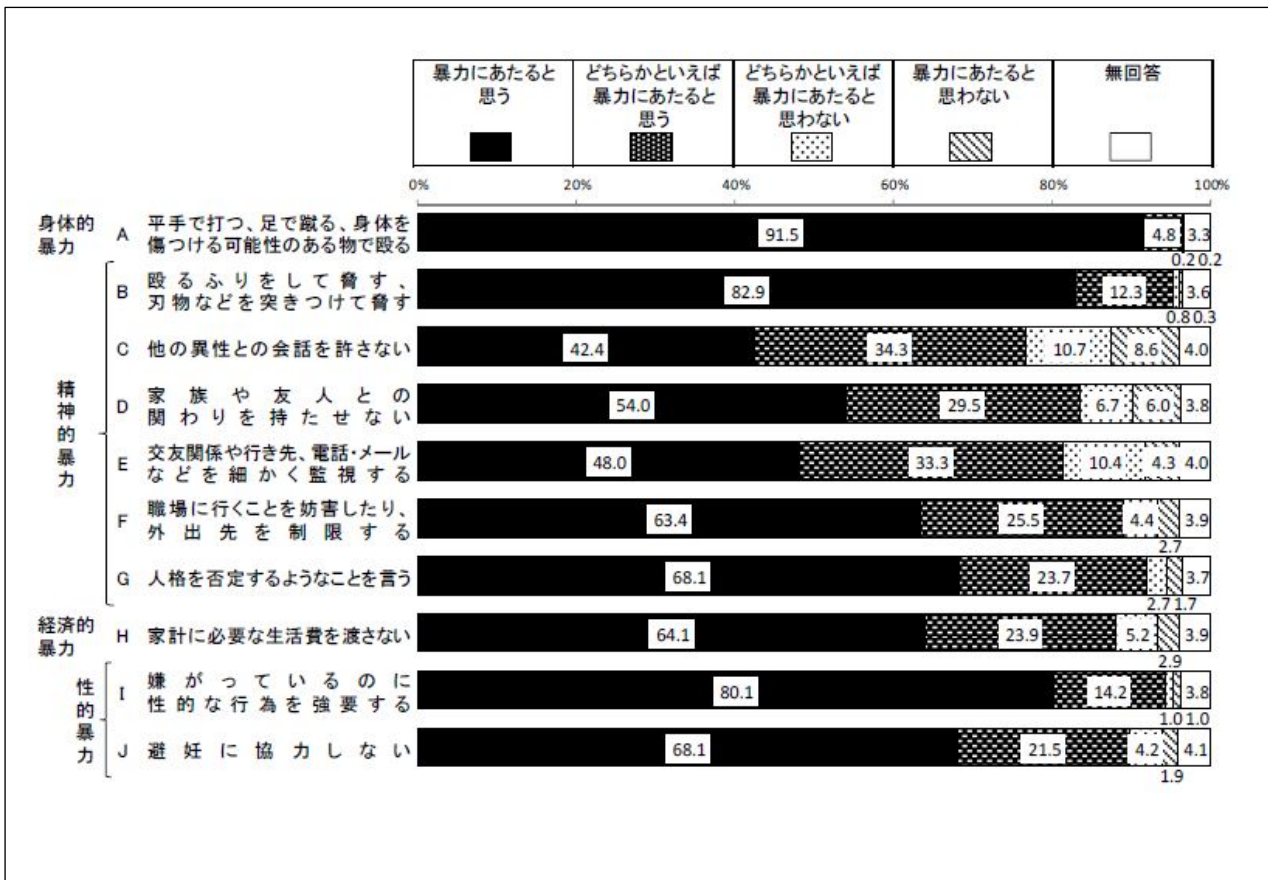 暴力にあたると
思う
どちらかといえば
暴力にあたると
思う
どちらかといえば
暴力にあたると
思わない
暴力にあたると
思わない
無回答
0% 20% 40% 60% 80% 100%
身体的
暴力
A 平手で打つ、足で蹴る、身体を
傷つける可能性のある物で殴る
91.5 4.8 3.3
0.2 0.2
精神的暴力
B 殴るふりをして脅す、
刃物などを突きつけて脅す
82.9 12.3 3.6
0.8 0.3
C 他の異性との会話を許さない
42.4 34.3 10.7 8.6 4.0
D 家族や友人との
関わりを持たせない
54.0 29.5 6.7 6.0 3.8
E 交友関係や行き先、電話・メール
などを細かく監視する
48.0 33.3 10.4 4.3 4.0
F 職場に行くことを妨害したり、
外出先を制限する
63.4 25.5 4.4 3.9
2.7
G 人格を否定するようなことを言う
68.1 23.7 3.7
2.7 1.7
経済的
暴力
H 家計に必要な生活費を渡さない
64.1 23.9 5.2 3.9
2.9
性的暴力
I 嫌がっているのに
性的な行為を強要する
80.1 14.2 3.8
1.0 1.0
J 避妊に協力しない
68.1 21.5 4.2 4.1
1.9